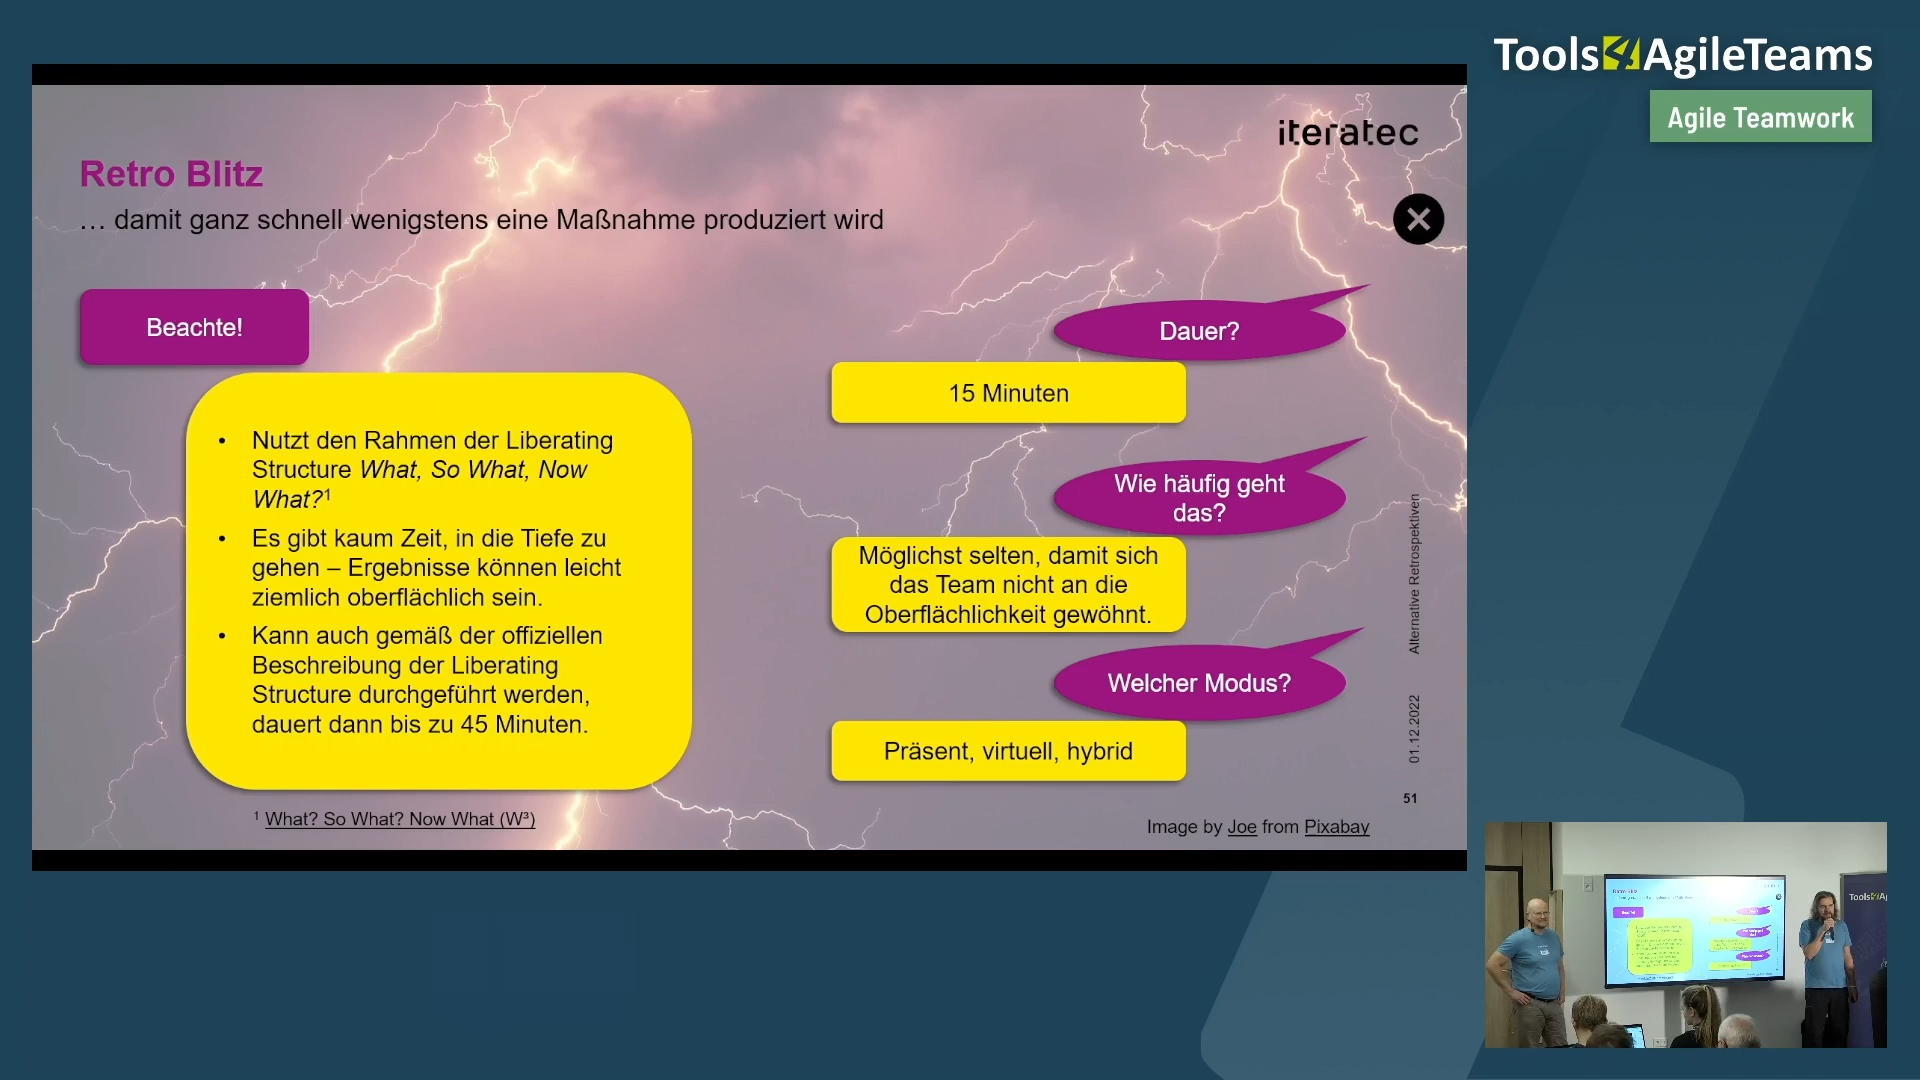 Tools4AgileTeams
Agile Teamwork
iteratec
Retro Blitz
… damit ganz schnell wenigstens eine Maßnahme produziert wird
Beachte!
• Nutzt den Rahmen der Liberating
Structure What, So What, Now
What?¹
• Es gibt kaum Zeit, in die Tiefe zu
gehen – Ergebnisse können leicht
ziemlich oberflächlich sein.
• Kann auch gemäß der offiziellen
Beschreibung der Liberating
Structure durchgeführt werden,
dauert dann bis zu 45 Minuten.
¹ What? So What? Now What (W³)
Dauer?
15 Minuten
Wie häufig geht
das?
Möglichst selten, damit sich
das Team nicht an die
Oberflächlichkeit gewöhnt.
Welcher Modus?
Präsent, virtuell, hybrid
Alternative Retrospektiven
01.12.2022
51
Image by Joe from Pixabay
Retro Blitz
Tools4A